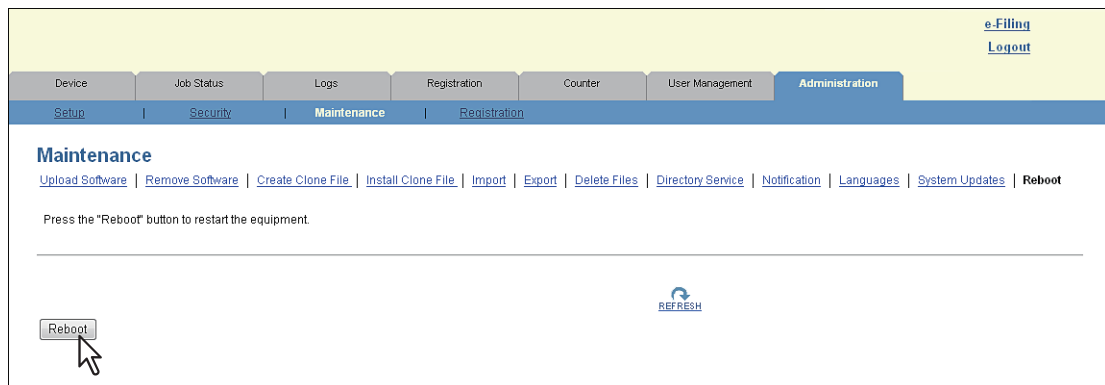 e-Filing
Logout
Device Job Status Logs Registration Counter User Management Administration
Setup | Security | Maintenance | Registration
Maintenance
Upload Software | Remove Software | Create Clone File | Install Clone File | Import | Export | Delete Files | Directory Service | Notification | Languages | System Updates | Reboot
Press the "Reboot" button to restart the equipment.
REFRESH
Reboot